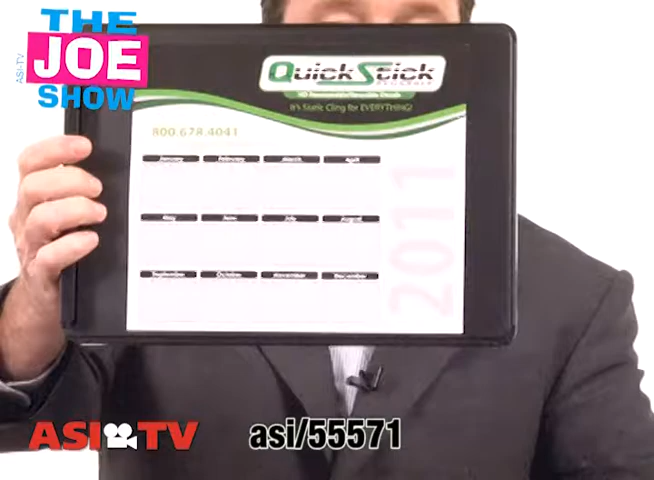 THE
JOE
SHOW
ASI-TV
Quick Stick
It's Static Cling for EVERYTHING!
800.678.4041
January February March April
May June July August
September October November December
2011
ASI TV
asi/55571